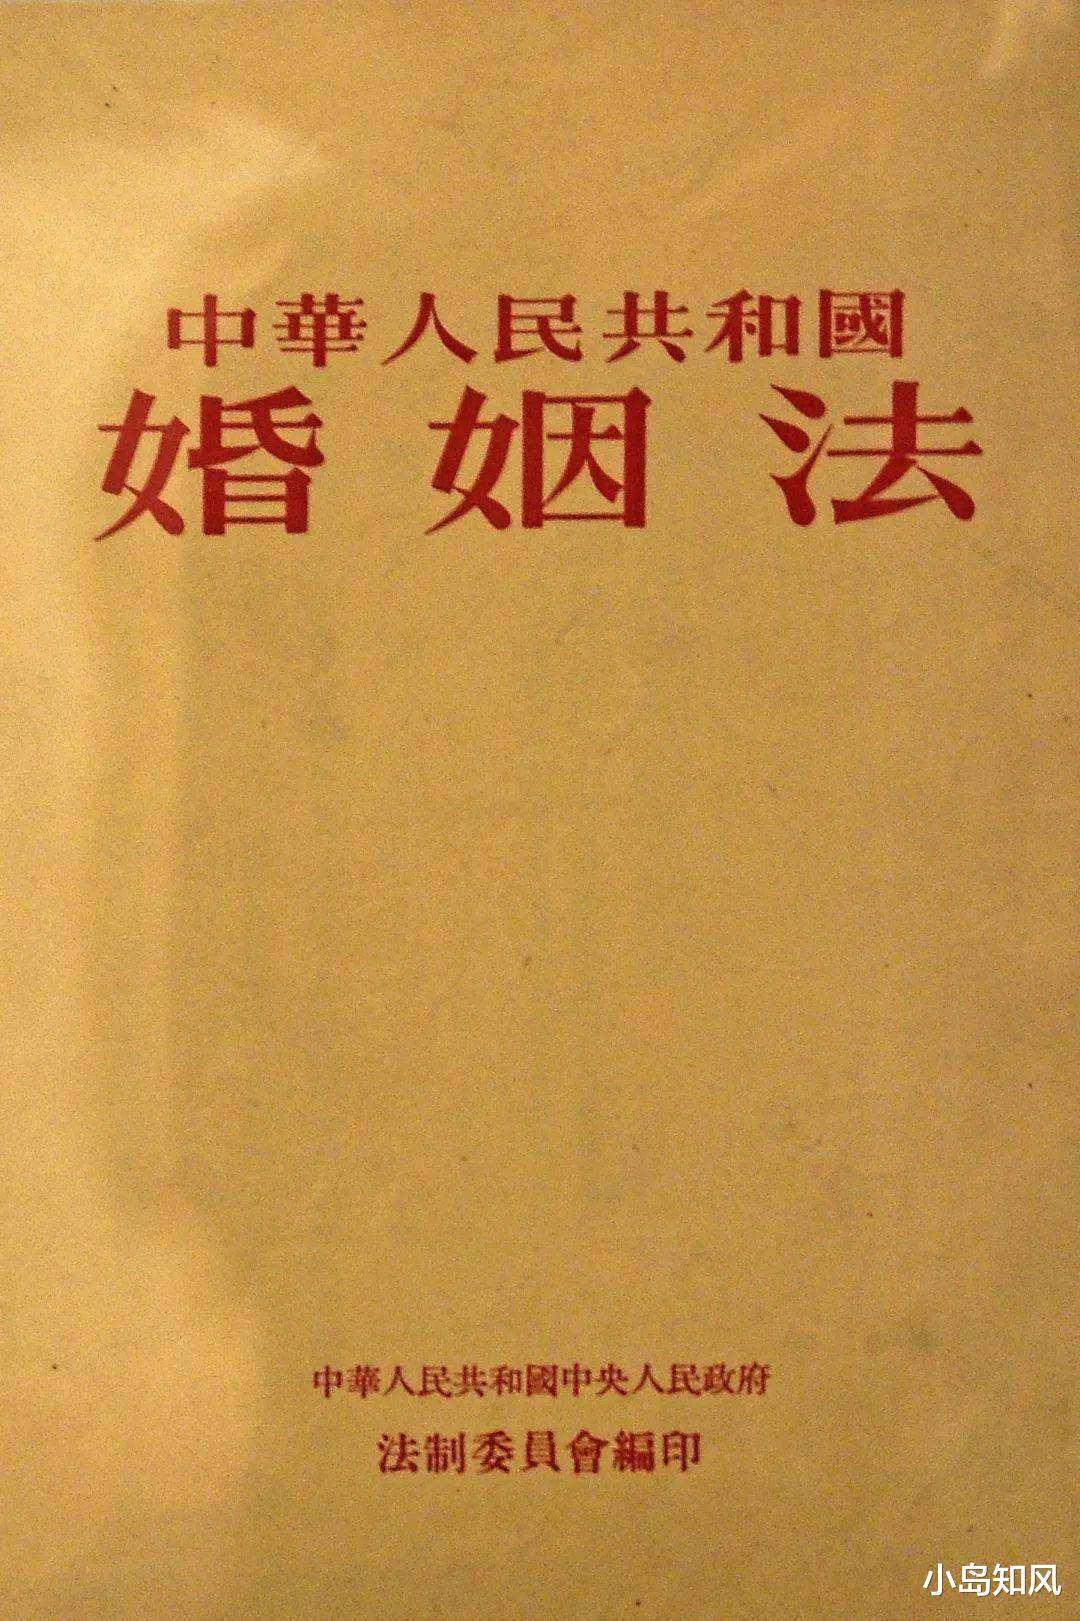 中華人民共和國
婚姻法
中華人民共和國中央人民政府
法制委員會編印
小岛知风